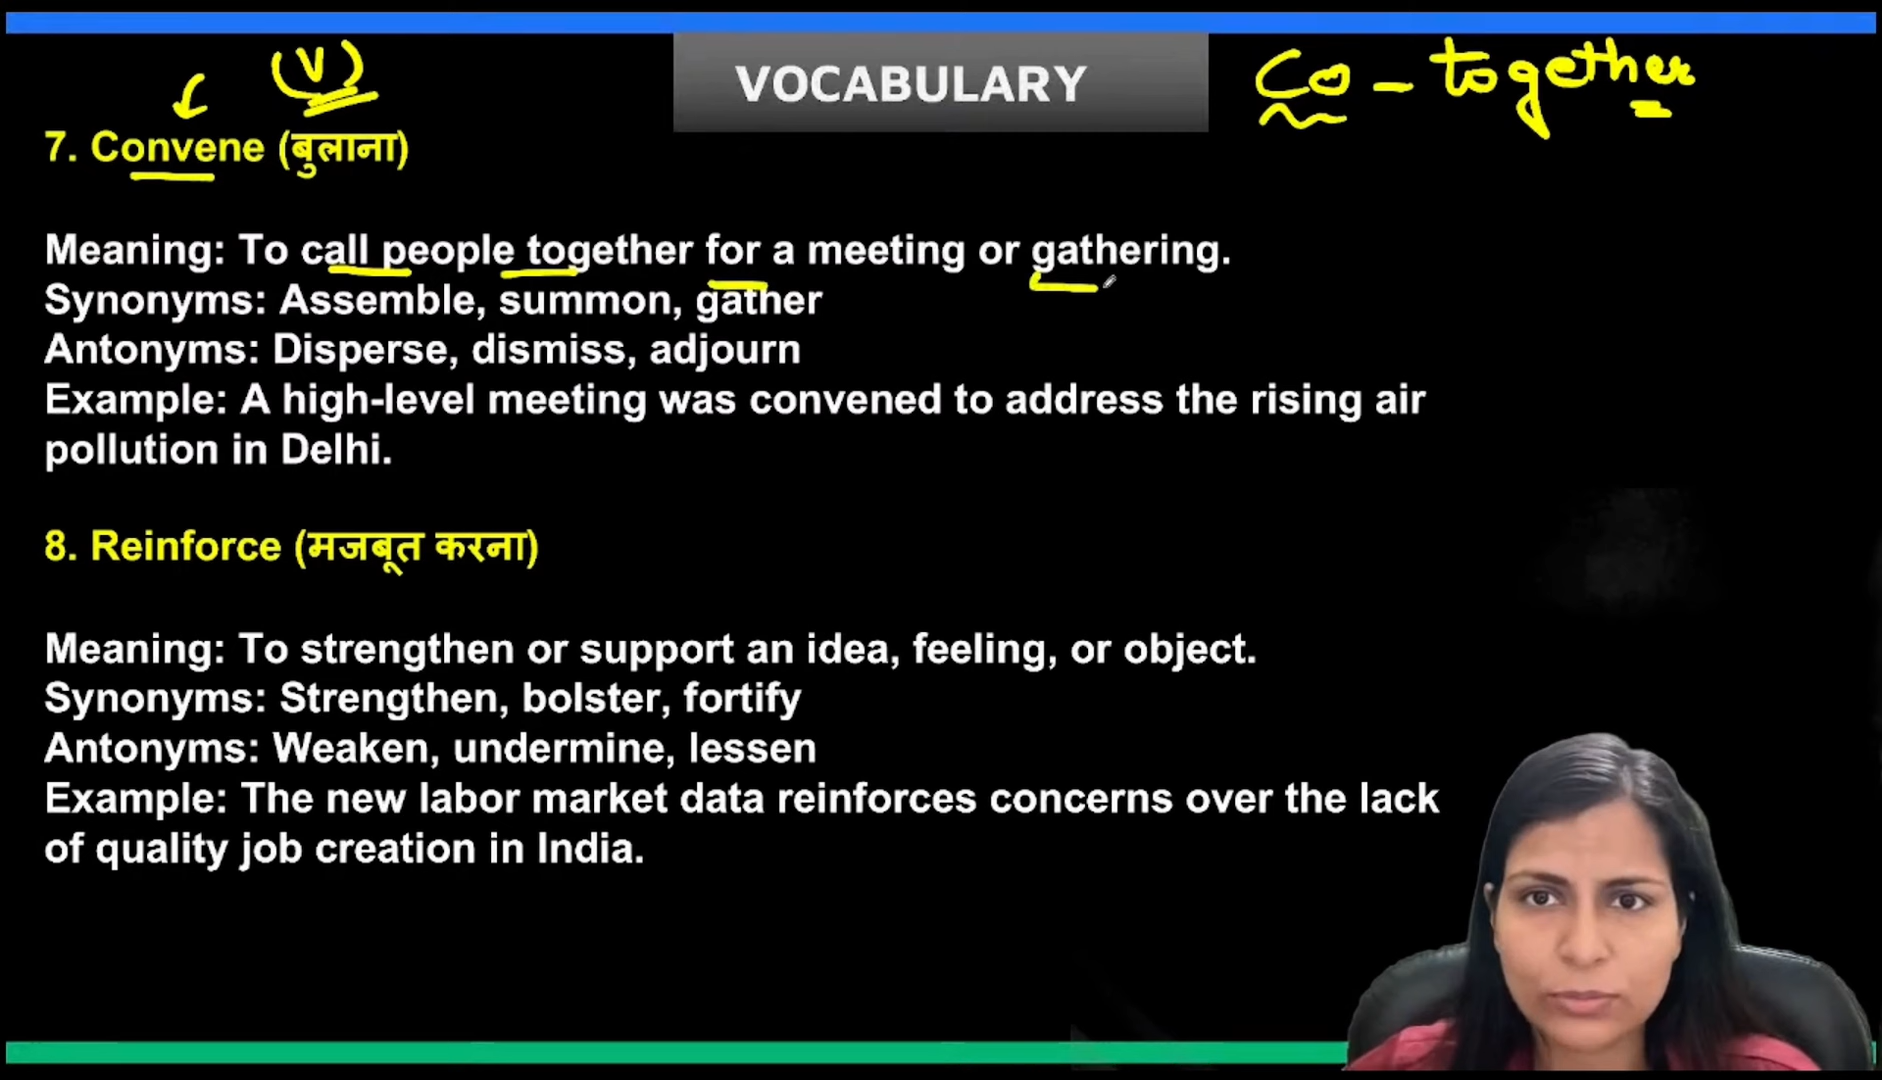 VOCABULARY
Co - together
(V)
7. Convene (बुलाना)
Meaning: To call people together for a meeting or gathering.
Synonyms: Assemble, summon, gather
Antonyms: Disperse, dismiss, adjourn
Example: A high-level meeting was convened to address the rising air
pollution in Delhi.
8. Reinforce (मजबूत करना)
Meaning: To strengthen or support an idea, feeling, or object.
Synonyms: Strengthen, bolster, fortify
Antonyms: Weaken, undermine, lessen
Example: The new labor market data reinforces concerns over the lack
of quality job creation in India.